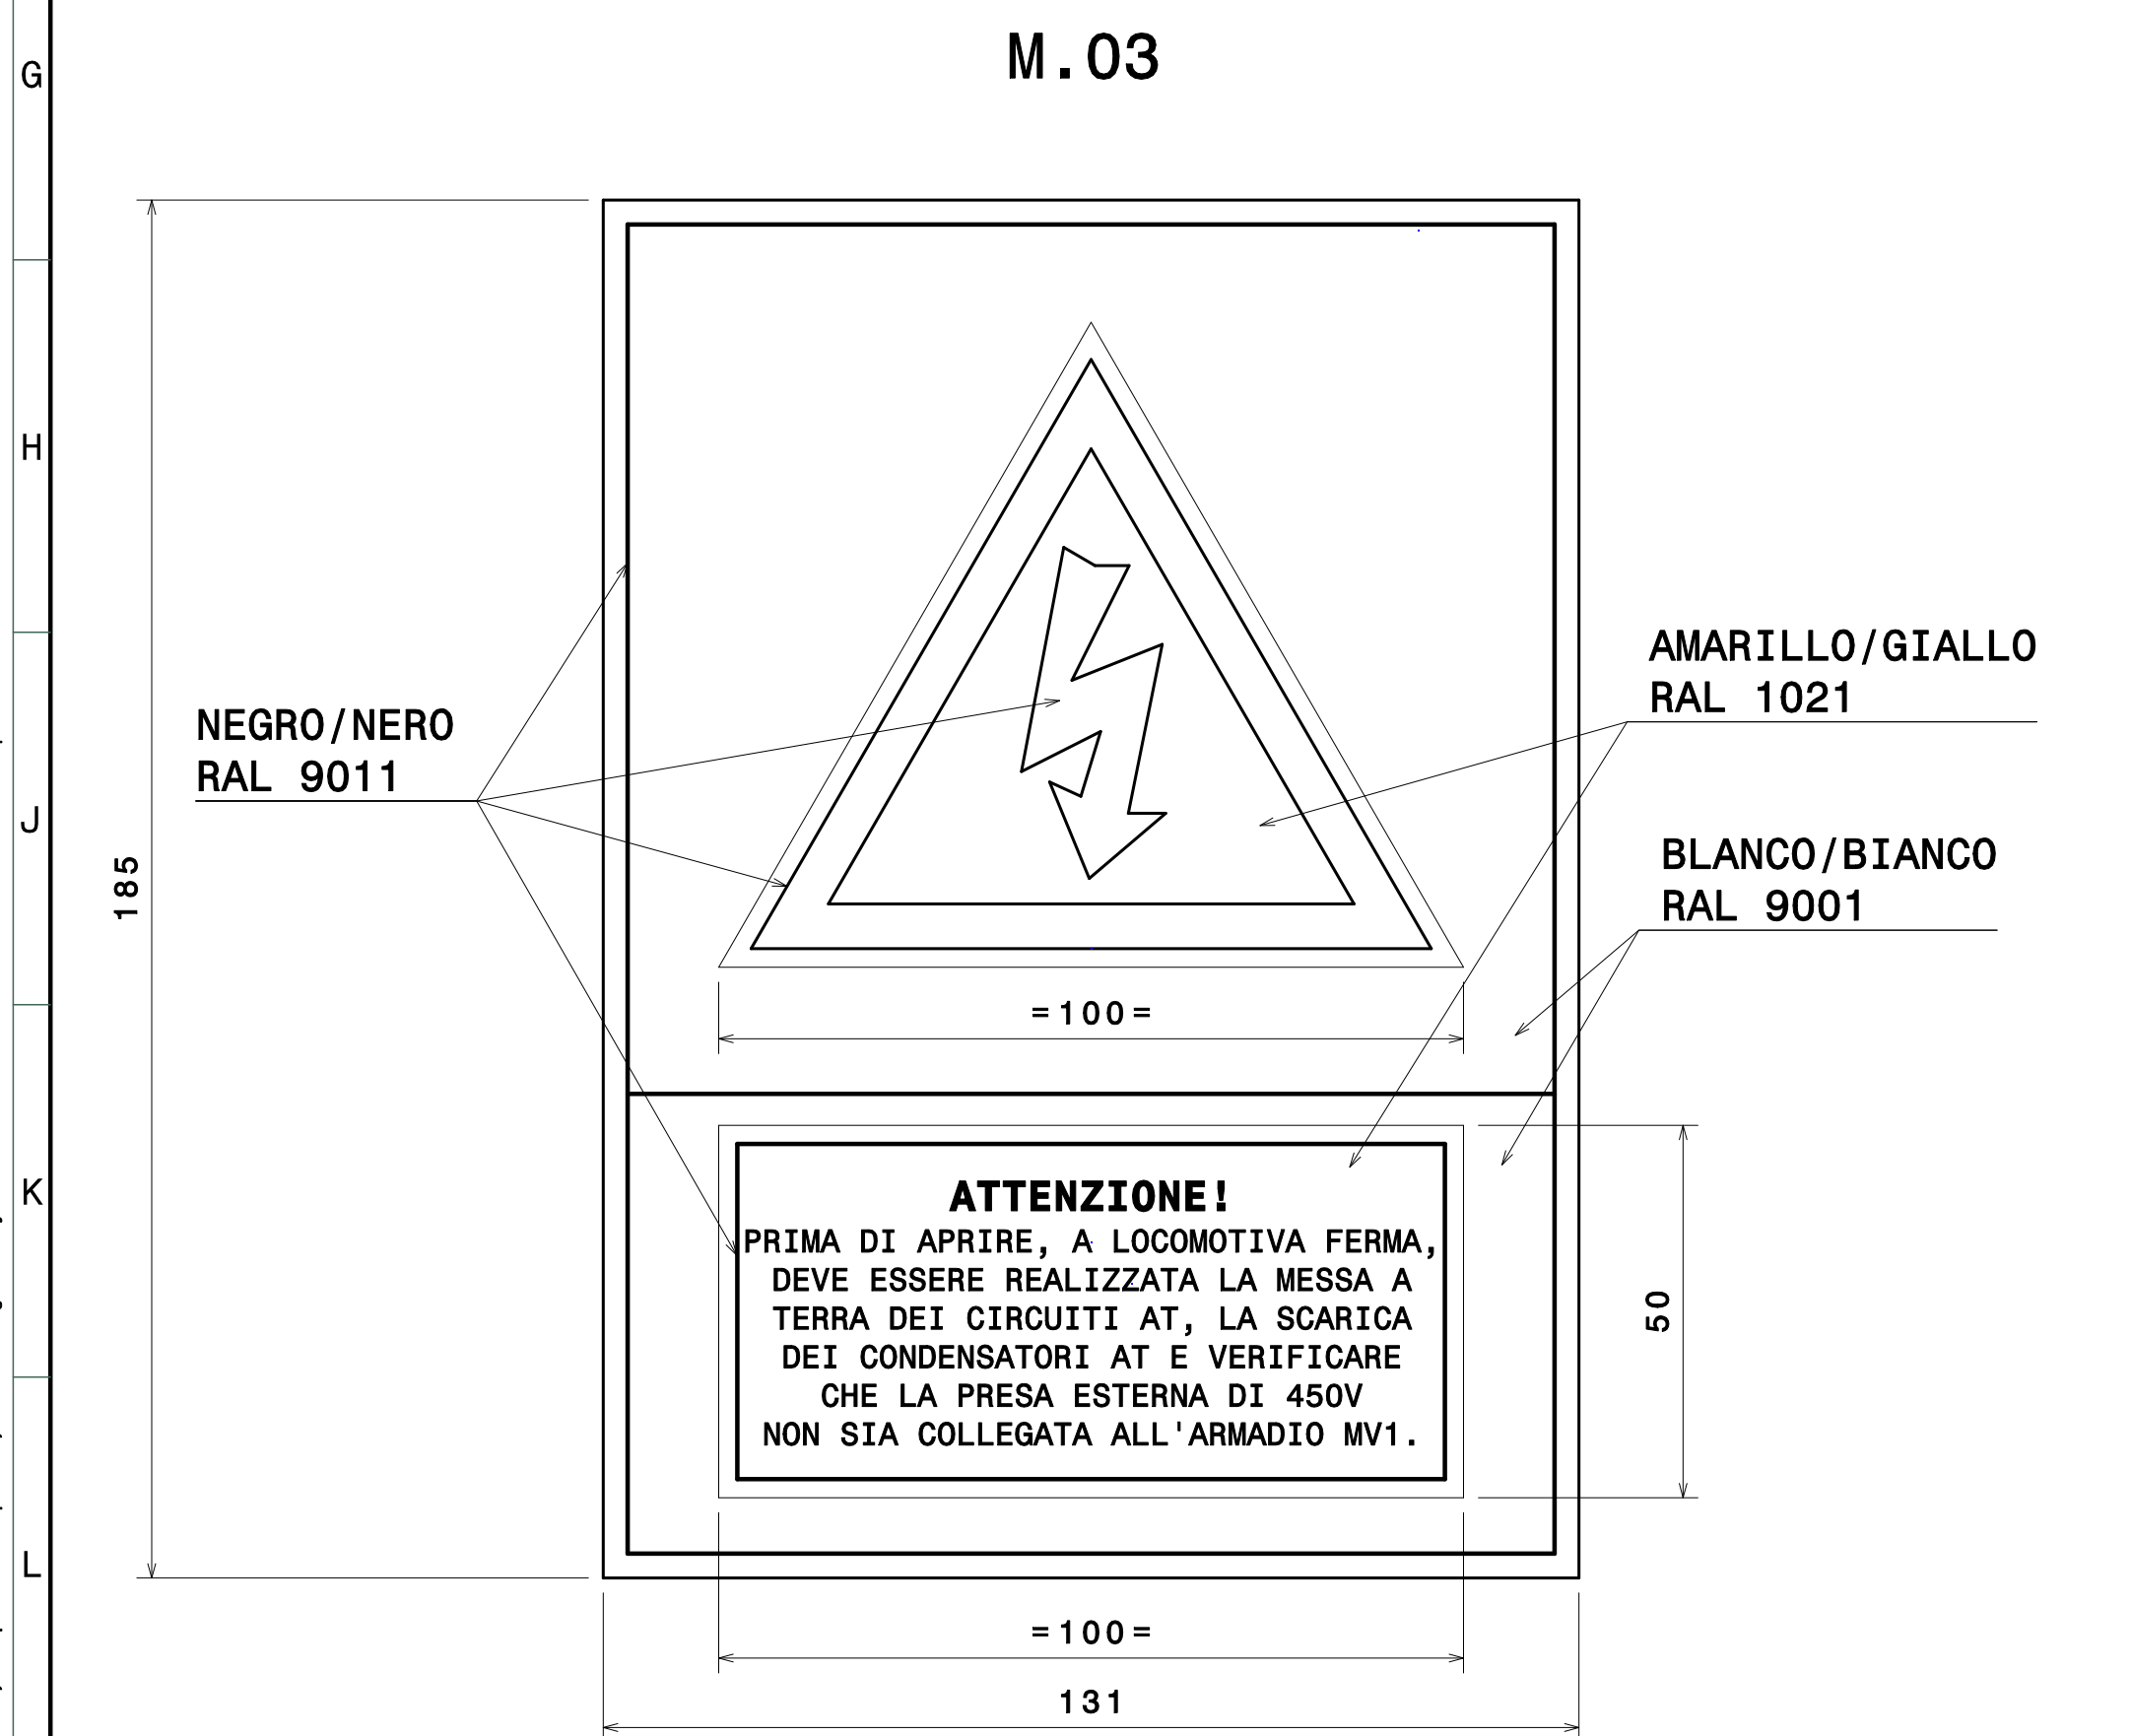 M.03
G
H
J
K
L
185
NEGRO/NERO
RAL 9011
AMARILLO/GIALLO
RAL 1021
BLANCO/BIANCO
RAL 9001
=100=
ATTENZIONE!
PRIMA DI APRIRE, A LOCOMOTIVA FERMA,
DEVE ESSERE REALIZZATA LA MESSA A
TERRA DEI CIRCUITI AT, LA SCARICA
DEI CONDENSATORI AT E VERIFICARE
CHE LA PRESA ESTERNA DI 450V
NON SIA COLLEGATA ALL'ARMADIO MV1.
50
=100=
131